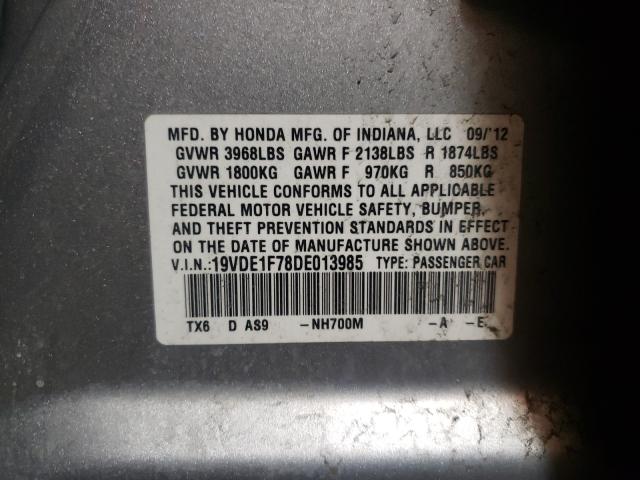 MFD. BY HONDA MFG. OF INDIANA, LLC 09/'12
GVWR 3968LBS GAWR F 2138LBS R 1874LBS
GVWR 1800KG GAWR F 970KG R 850KG
THIS VEHICLE CONFORMS TO ALL APPLICABLE
FEDERAL MOTOR VEHICLE SAFETY, BUMPER,
AND THEFT PREVENTION STANDARDS IN EFFECT
ON THE DATE OF MANUFACTURE SHOWN ABOVE.
V.I.N.:19VDE1F78DE013985 TYPE: PASSENGER CAR
TX6 D AS9 -NH700M -A -E